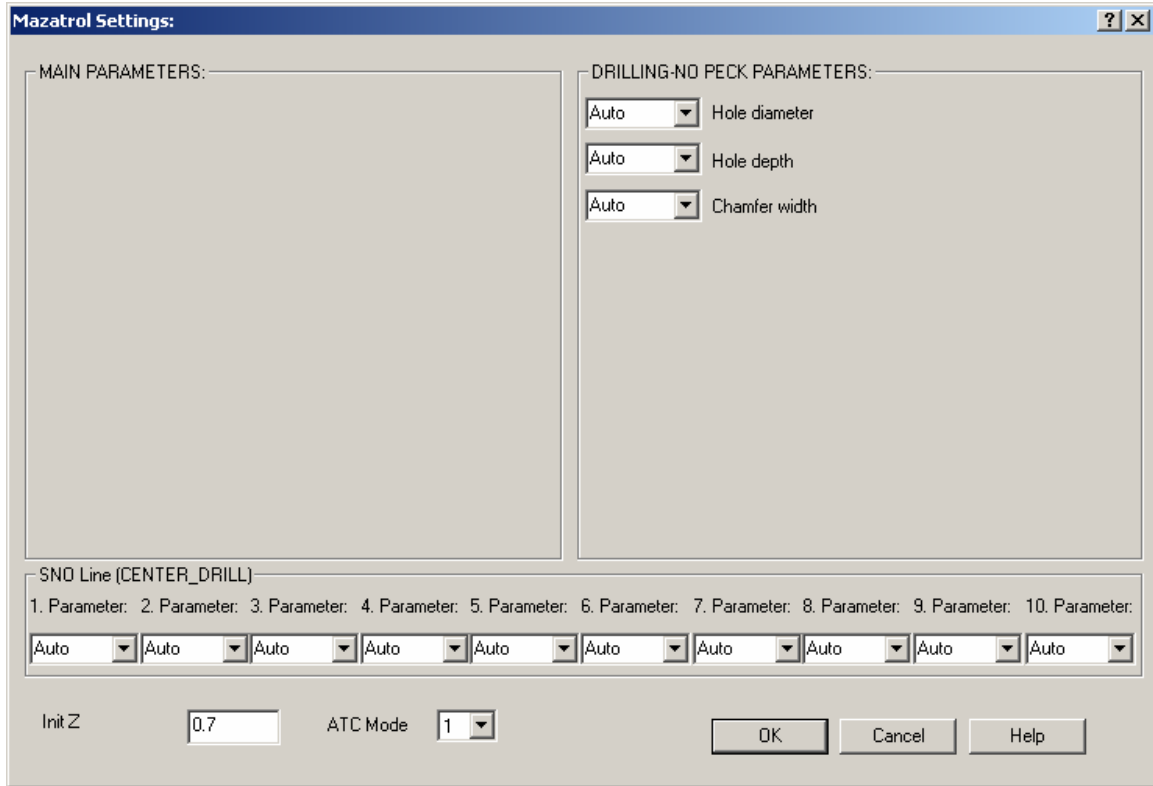 Mazatrol Settings:
MAIN PARAMETERS:
DRILLING-NO PECK PARAMETERS:
Auto Hole diameter
Auto Hole depth
Auto Chamfer width
SNO Line (CENTER_DRILL)
1. Parameter: 2. Parameter: 3. Parameter: 4. Parameter: 5. Parameter: 6. Parameter: 7. Parameter: 8. Parameter: 9. Parameter: 10. Parameter:
Auto Auto Auto Auto Auto Auto Auto Auto Auto Auto
Init Z 0.7 ATC Mode 1 OK Cancel Help